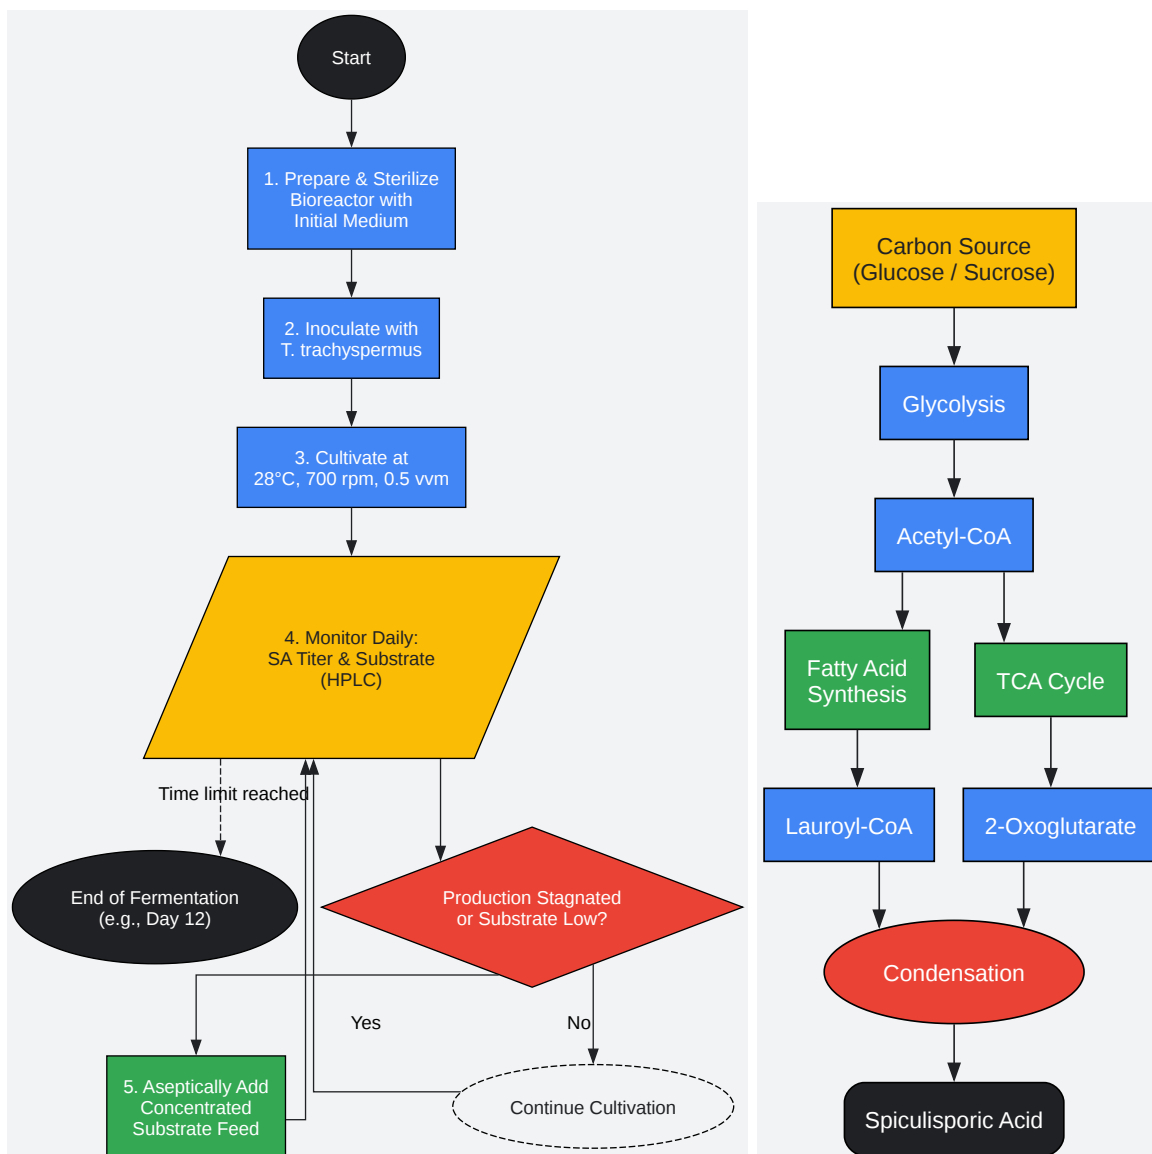 Start
1. Prepare & Sterilize
Bioreactor with
Initial Medium
2. Inoculate with
T. trachyspermus
3. Cultivate at
28°C, 700 rpm, 0.5 vvm
4. Monitor Daily:
SA Titer & Substrate
(HPLC)
Time limit reached
End of Fermentation
(e.g., Day 12)
Production Stagnated
or Substrate Low?
Yes
No
5. Aseptically Add
Concentrated
Substrate Feed
Continue Cultivation
Carbon Source
(Glucose / Sucrose)
Glycolysis
Acetyl-CoA
Fatty Acid
Synthesis
TCA Cycle
Lauroyl-CoA
2-Oxoglutarate
Condensation
Spiculisporic Acid